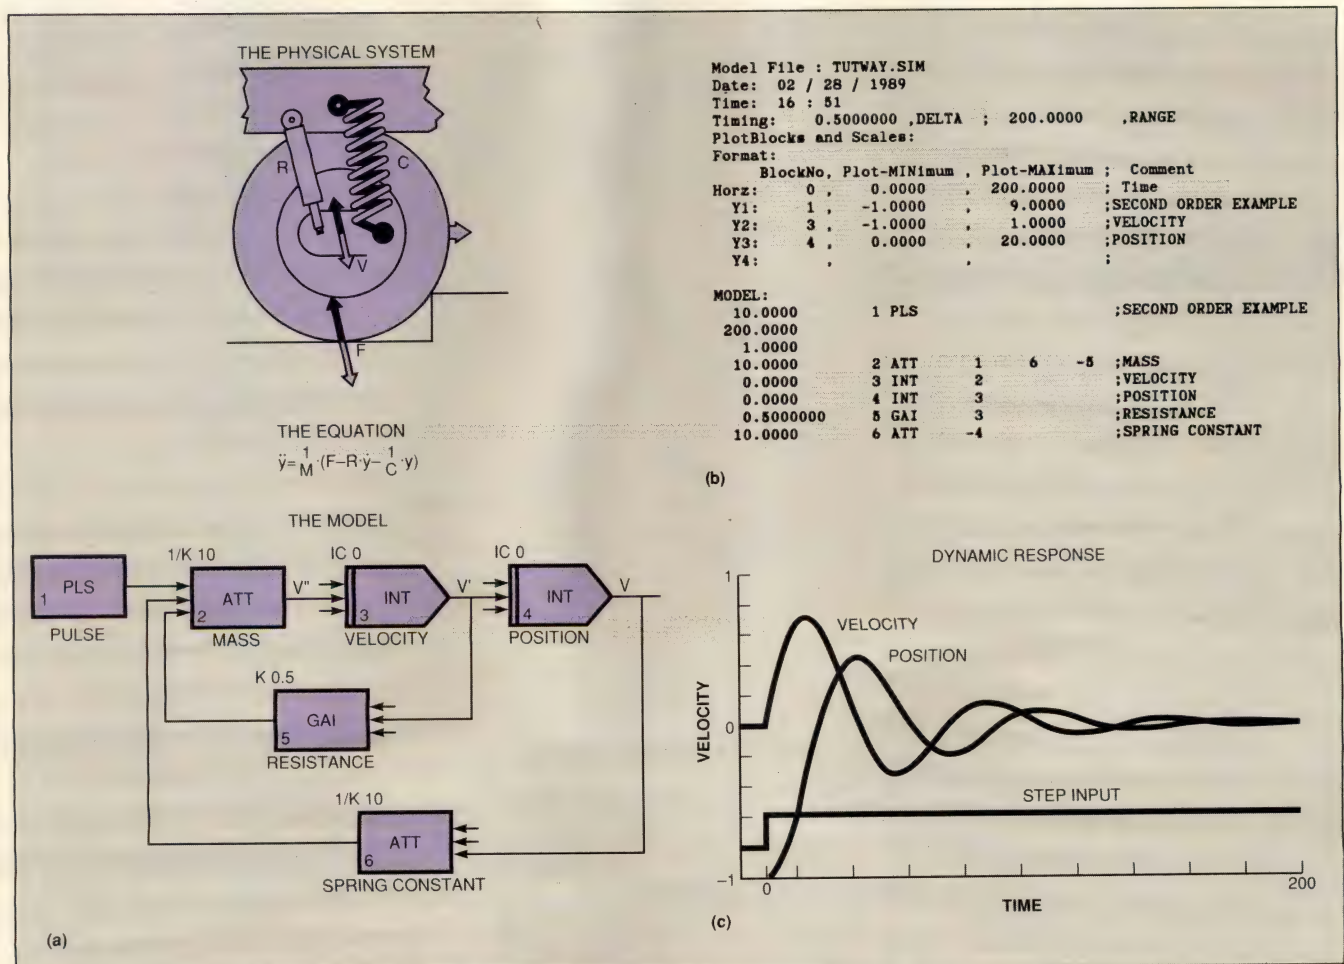 THE PHYSICAL SYSTEM
R
C
V
F
THE EQUATION
ÿ=1/M·(F–R·ẏ–1/C·y)
THE MODEL
1/K 10
IC 0
IC 0
PLS
1
PULSE
ATT
2
MASS
V"
INT
3
VELOCITY
V'
INT
4
POSITION
V
K 0.5
GAI
5
RESISTANCE
1/K 10
ATT
6
SPRING CONSTANT
(a)
Model File : TUTWAY.SIM
Date: 02 / 28 / 1989
Time: 16 : 51
Timing: 0.5000000 ,DELTA ; 200.0000 ,RANGE
PlotBlocks and Scales:
Format:
BlockNo, Plot-MINimum , Plot-MAXimum ; Comment
Horz: 0 , 0.0000 , 200.0000 ; Time
Y1: 1 , -1.0000 , 9.0000 ;SECOND ORDER EXAMPLE
Y2: 3 , -1.0000 , 1.0000 ;VELOCITY
Y3: 4 , 0.0000 , 20.0000 ;POSITION
Y4: , , ;
MODEL:
10.0000 1 PLS ;SECOND ORDER EXAMPLE
200.0000
1.0000
10.0000 2 ATT 1 6 -5 ;MASS
0.0000 3 INT 2 ;VELOCITY
0.0000 4 INT 3 ;POSITION
0.5000000 5 GAI 3 ;RESISTANCE
10.0000 6 ATT -4 ;SPRING CONSTANT
(b)
DYNAMIC RESPONSE
1
VELOCITY
POSITION
VELOCITY
0
STEP INPUT
–1
0
200
TIME
(c)